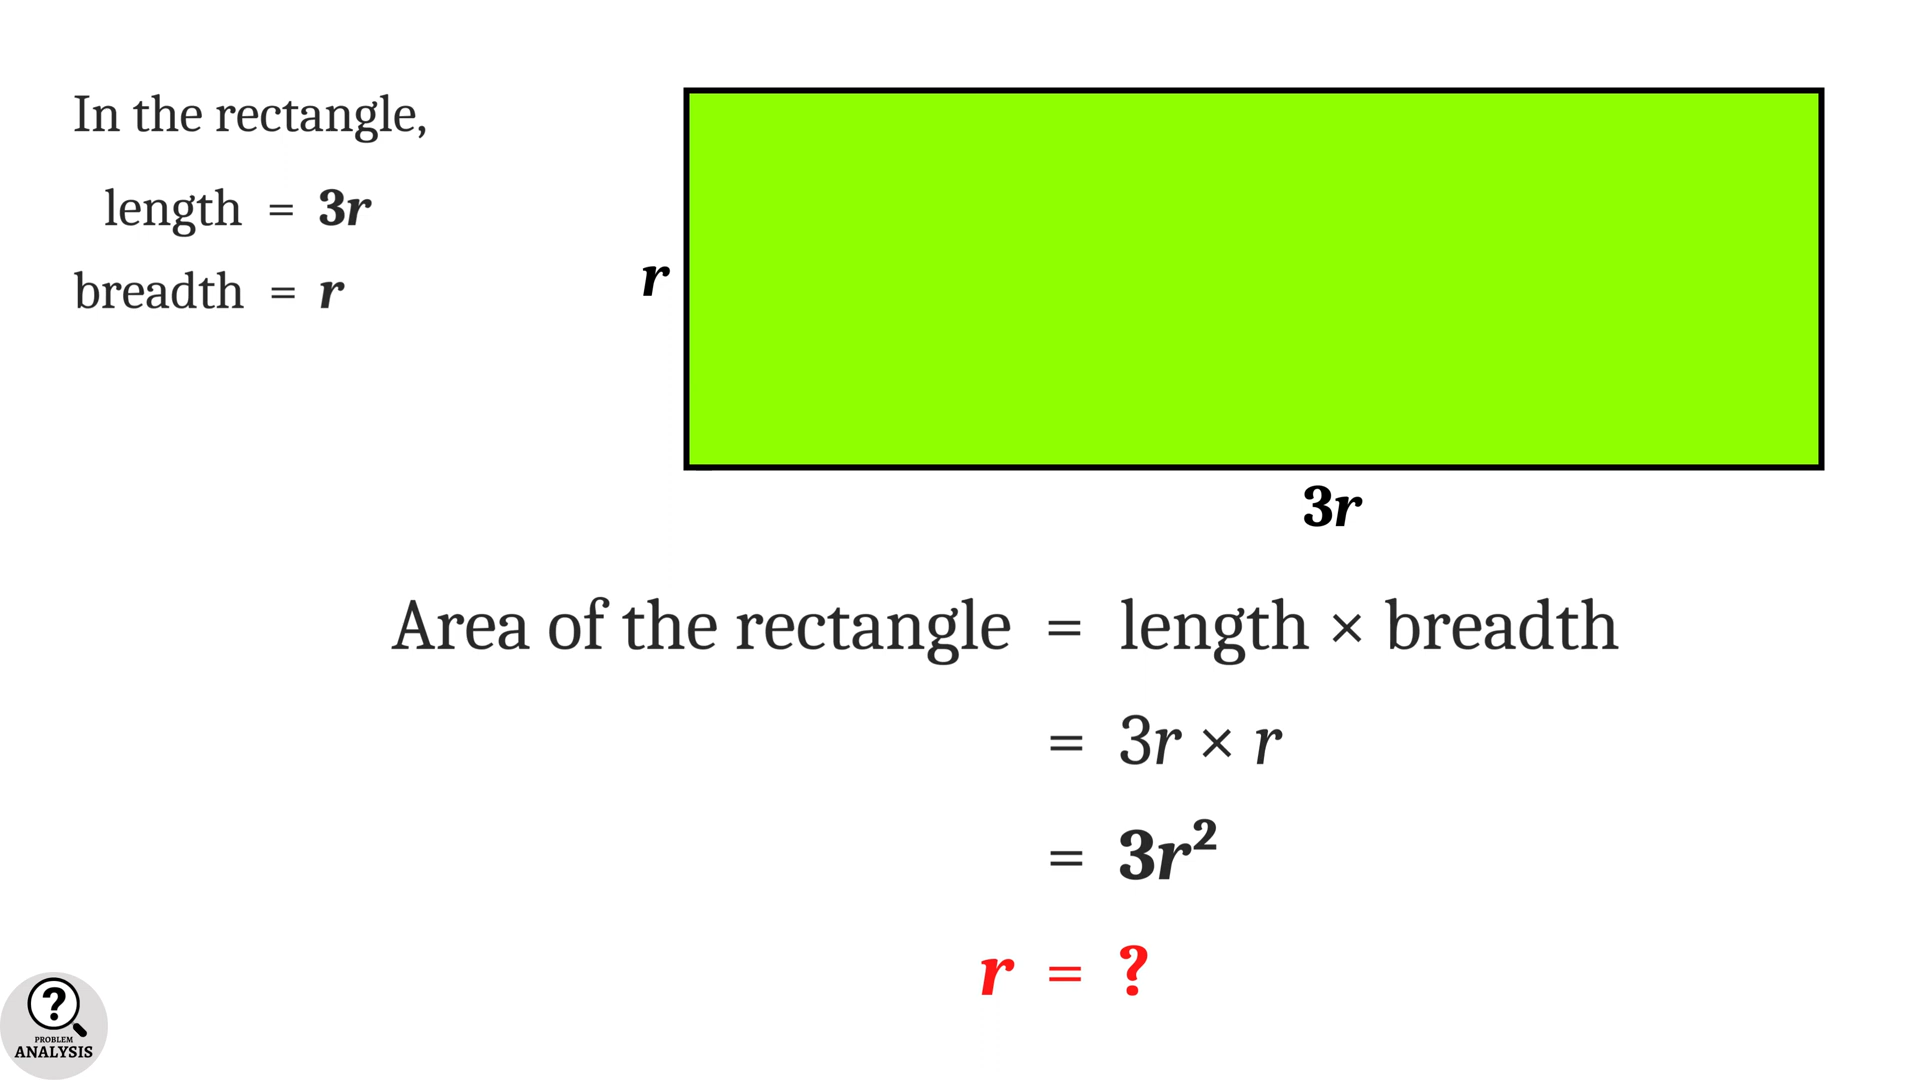 In the rectangle,
length = 3r
breadth = r
r
3r
Area of the rectangle = length × breadth
= 3r × r
= 3r²
r = ?
?
PROBLEM
ANALYSIS